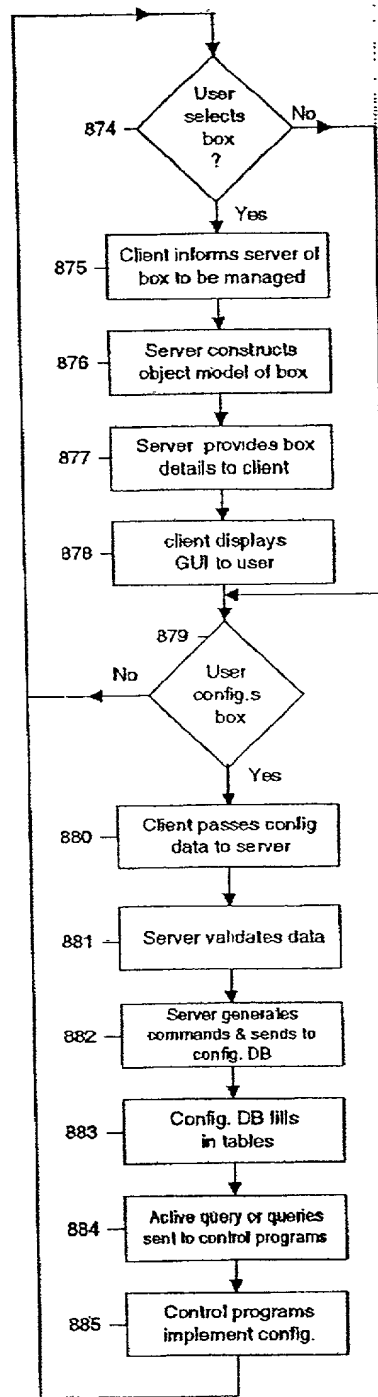 User
selects
box
?
874
No
Yes
875
Client informs server of
box to be managed
876
Server constructs
object model of box
877
Server provides box
details to client
878
client displays
GUI to user
879
User
config.s
box
No
Yes
880
Client passes config
data to server
881
Server validates data
882
Server generates
commands & sends to
config. DB
883
Config. DB fills
in tables
884
Active query or queries
sent to control programs
885
Control programs
implement config.